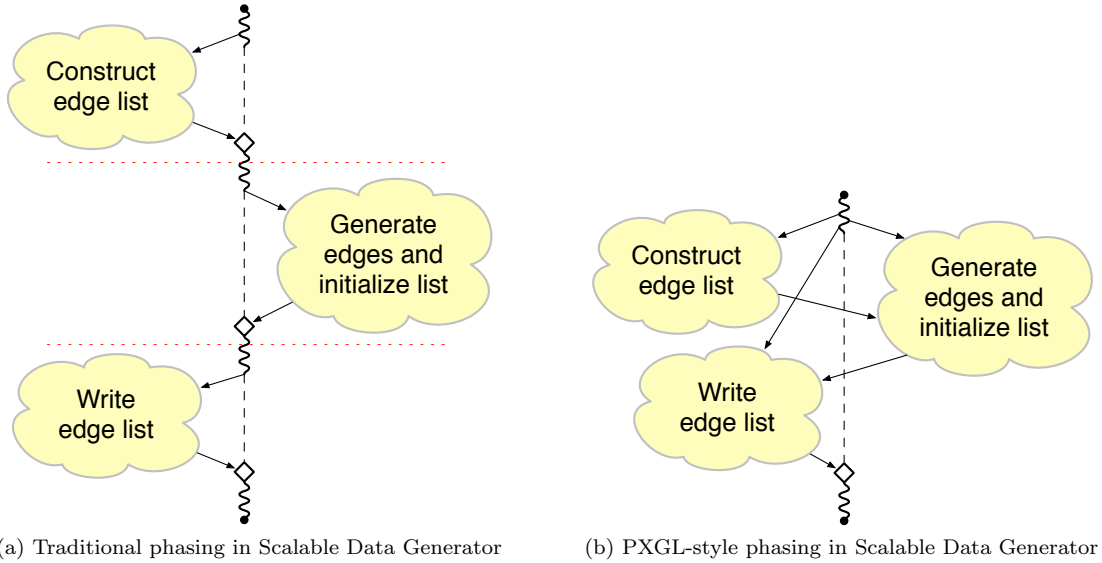 Construct
edge list
Generate
edges and
initialize list
Write
edge list
(a) Traditional phasing in Scalable Data Generator
Construct
edge list
Generate
edges and
initialize list
Write
edge list
(b) PXGL-style phasing in Scalable Data Generator